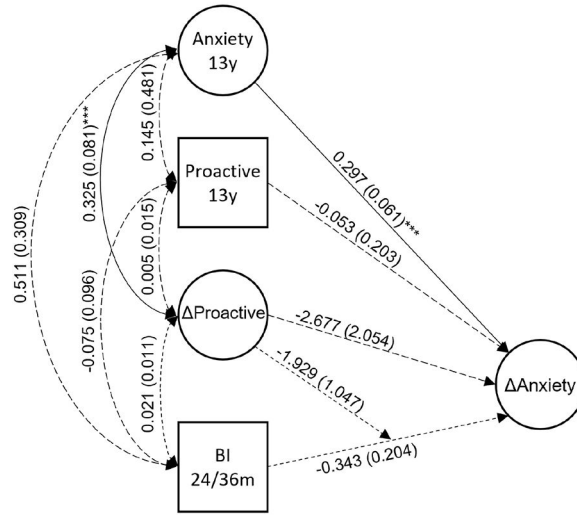 Anxiety
13y
0.145 (0.481)
0.325 (0.081)***
0.511 (0.309)
Proactive
13y
0.297 (0.061)***
-0.053 (0.203)
0.005 (0.015)
-0.075 (0.096)
ΔProactive
-2.677 (2.054)
-1.929 (1.047)
ΔAnxiety
0.021 (0.011)
BI
24/36m
-0.343 (0.204)